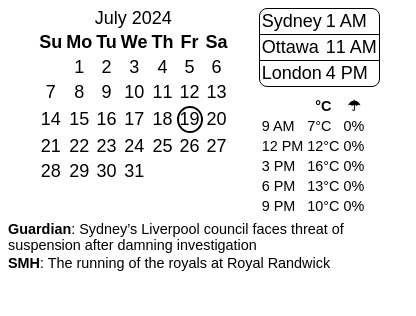 July 2024
Su Mo Tu We Th Fr Sa
1 2 3 4 5 6
7 8 9 10 11 12 13
14 15 16 17 18 19 20
21 22 23 24 25 26 27
28 29 30 31
Sydney 1 AM
Ottawa 11 AM
London 4 PM
°C ☂
9 AM 7°C 0%
12 PM 12°C 0%
3 PM 16°C 0%
6 PM 13°C 0%
9 PM 10°C 0%
Guardian: Sydney’s Liverpool council faces threat of
suspension after damning investigation
SMH: The running of the royals at Royal Randwick